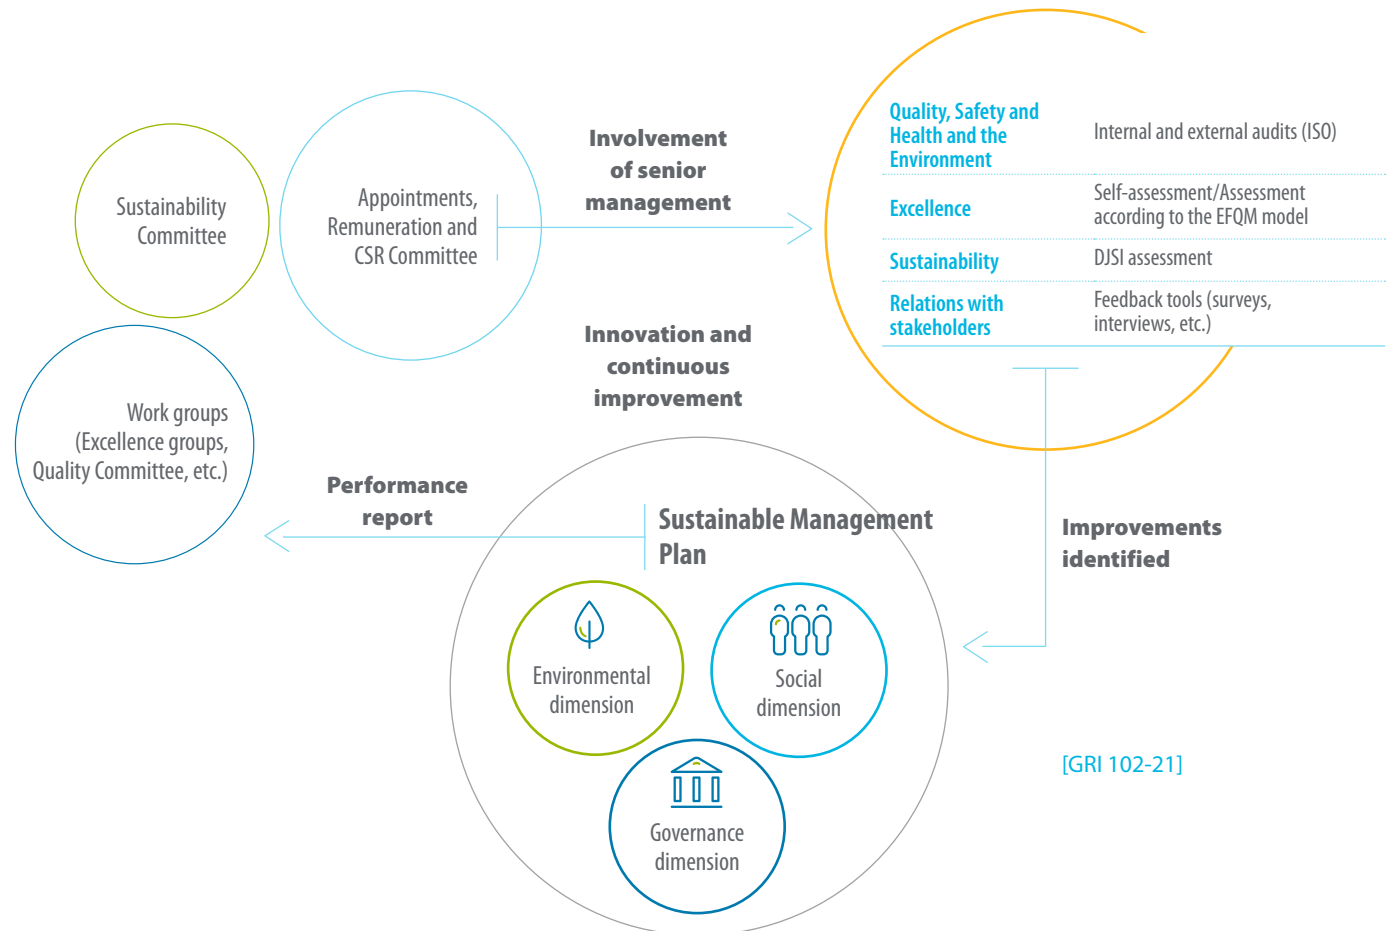 Sustainability
Committee
Appointments,
Remuneration and
CSR Committee
Work groups
(Excellence groups,
Quality Committee, etc.)
Involvement
of senior
management
Quality, Safety and
Health and the
Environment
Internal and external audits (ISO)
Excellence
Self-assessment/Assessment
according to the EFQM model
Sustainability
DJSI assessment
Relations with
stakeholders
Feedback tools (surveys,
interviews, etc.)
Innovation and
continuous
improvement
Performance
report
Sustainable Management
Plan
Improvements
identified
Environmental
dimension
Social
dimension
Governance
dimension
[GRI 102-21]